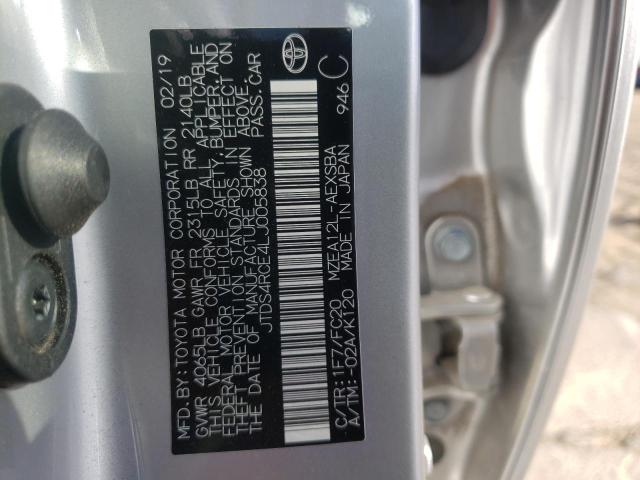 MFD.BY:TOYOTA MOTOR CORPORATION 02/19
GVWR 4065LB GAWR FR 2315LB RR 2140LB
THIS VEHICLE CONFORMS TO ALL APPLICABLE
FEDERAL MOTOR VEHICLE SAFETY, BUMPER, AND
THEFT PREVENTION STANDARDS IN EFFECT ON
THE DATE OF MANUFACTURE SHOWN ABOVE.
JTDS4RCE4LJ005838 PASS.CAR
C/TR:1F7/FC20 MZEA12L-AEXSBA
A/TM:-02A/K120 MADE IN JAPAN 946 C